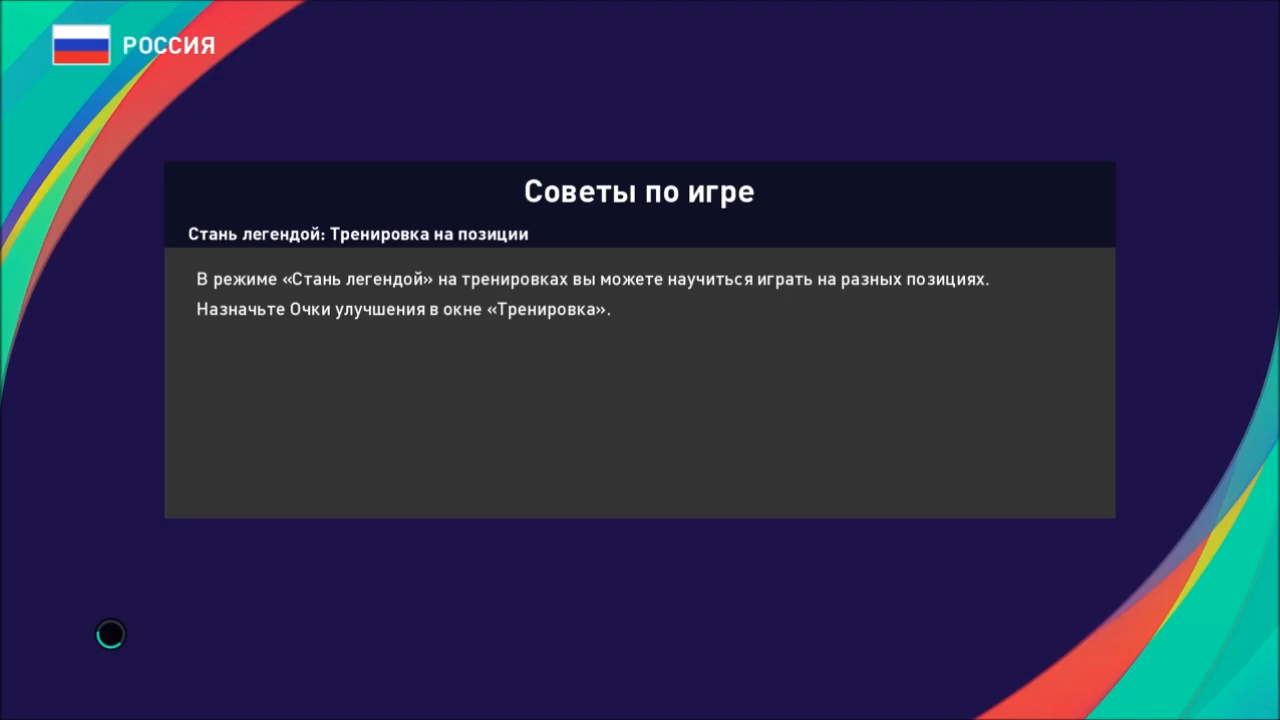 РОССИЯ
Советы по игре
Стань легендой: Тренировка на позиции
В режиме «Стань легендой» на тренировках вы можете научиться играть на разных позициях.
Назначьте Очки улучшения в окне «Тренировка».